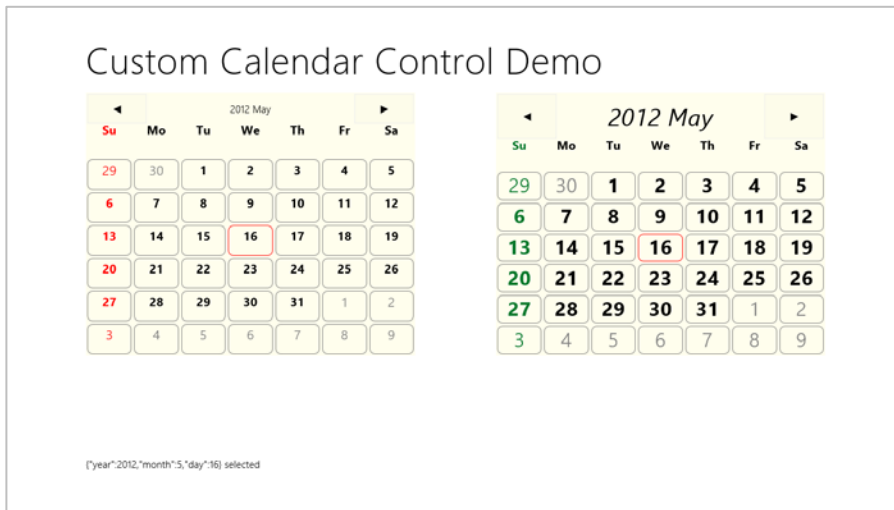 Custom Calendar Control Demo
◄ 2012 May ►
Su Mo Tu We Th Fr Sa
29 30 1 2 3 4 5
6 7 8 9 10 11 12
13 14 15 16 17 18 19
20 21 22 23 24 25 26
27 28 29 30 31 1 2
3 4 5 6 7 8 9
◄ 2012 May ►
Su Mo Tu We Th Fr Sa
29 30 1 2 3 4 5
6 7 8 9 10 11 12
13 14 15 16 17 18 19
20 21 22 23 24 25 26
27 28 29 30 31 1 2
3 4 5 6 7 8 9
{"year":2012,"month":5,"day":16} selected